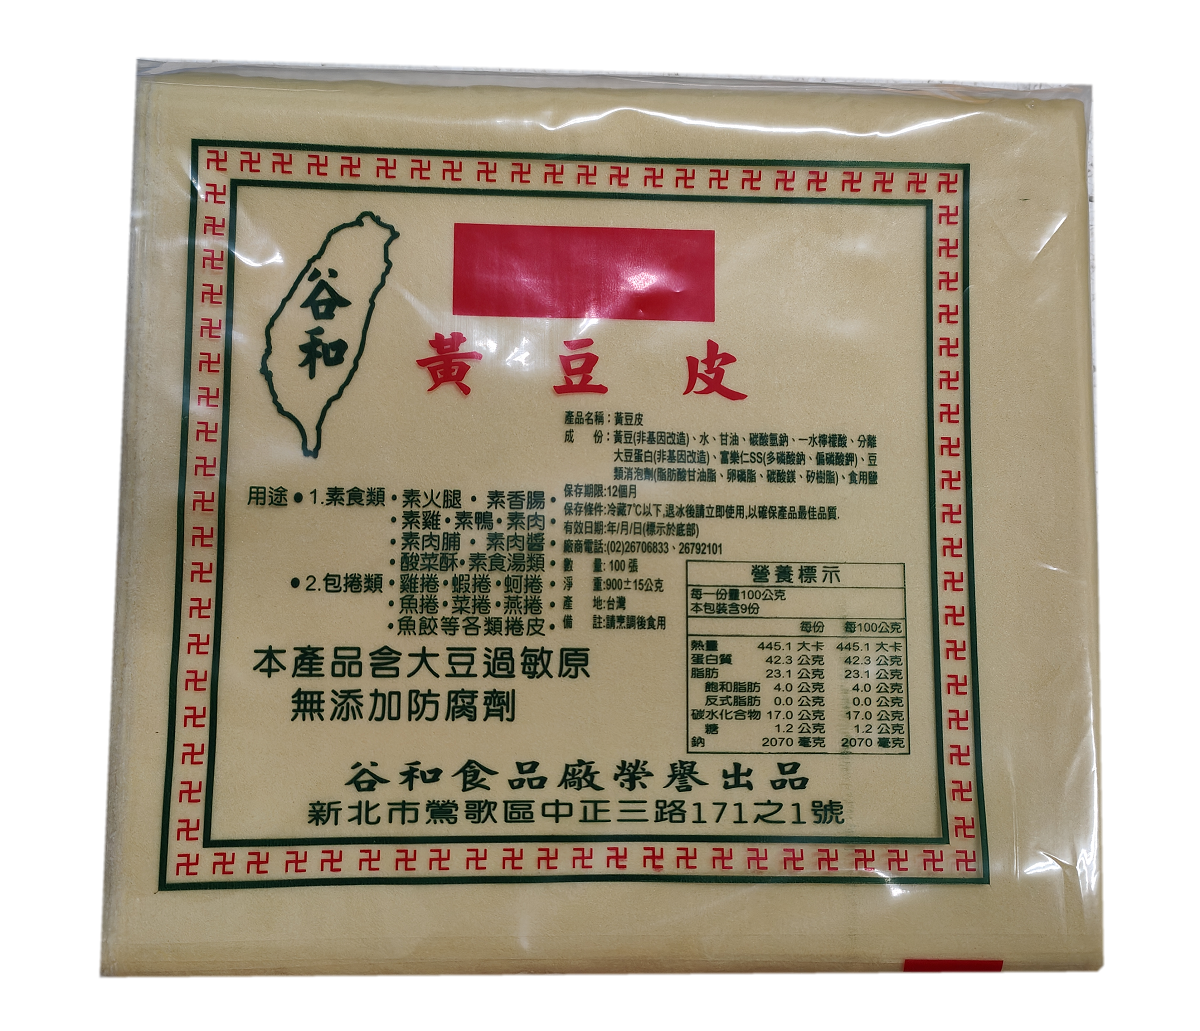 谷和
黃豆皮
產品名稱：黃豆皮
成　份：黃豆(非基因改造)、水、甘油、碳酸氫鈉、一水檸檬酸、分離
大豆蛋白(非基因改造)、富樂仁SS(多磷酸鈉、偏磷酸鉀)、豆
類消泡劑(脂肪酸甘油脂、卵磷脂、碳酸鎂、矽樹脂)、食用鹽
保存期限:12個月
保存條件:冷藏7℃以下,退冰後請立即使用,以確保產品最佳品質.
有效日期:年/月/日(標示於底部)
廠商電話:(02)26706833、26792101
數　量:100張
淨　重:900±15公克
產　地:台灣
備　註:請烹調後食用
用途●1.素食類・素火腿・素香腸・
・素雞・素鴨・素肉・
・素肉脯・素肉醬・
・酸菜酥・素食湯類・
●2.包捲類・雞捲・蝦捲・蚵捲・
・魚捲・菜捲・燕捲・
・魚餃等各類捲皮・
營養標示
每一份量100公克
本包裝含9份
每份　每100公克
熱量　445.1大卡　445.1大卡
蛋白質　42.3公克　42.3公克
脂肪　23.1公克　23.1公克
飽和脂肪　4.0公克　4.0公克
反式脂肪　0.0公克　0.0公克
碳水化合物　17.0公克　17.0公克
糖　1.2公克　1.2公克
鈉　2070毫克　2070毫克
本產品含大豆過敏原
無添加防腐劑
谷和食品廠榮譽出品
新北市鶯歌區中正三路171之1號